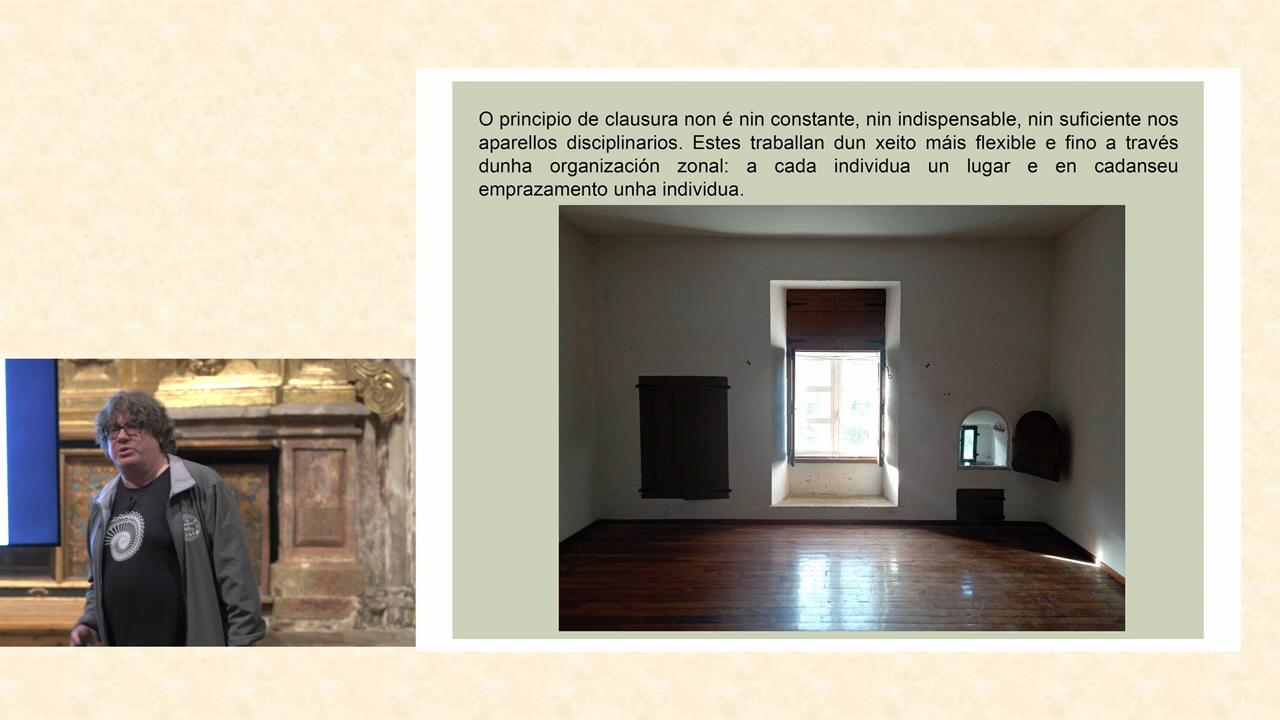 O principio de clausura non é nin constante, nin indispensable, nin suficiente nos
aparellos disciplinarios. Estes traballan dun xeito máis flexible e fino a través
dunha organización zonal: a cada individua un lugar e en cadanseu
emprazamento unha individua.